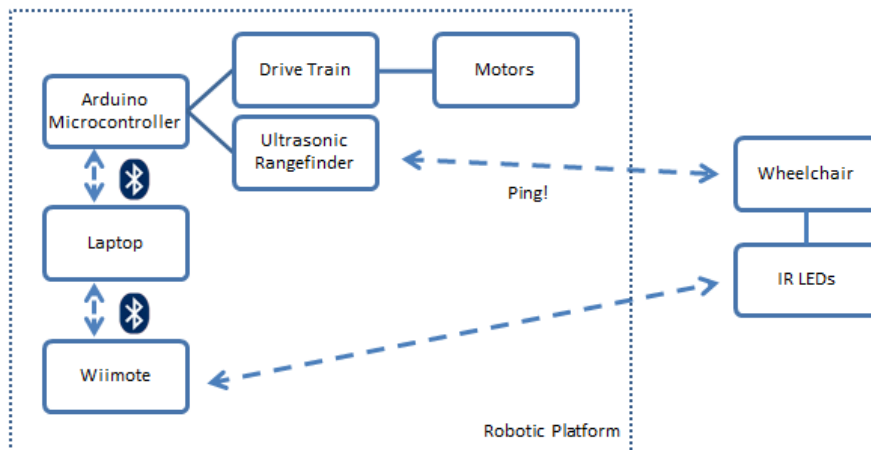 Drive Train
Motors
Arduino
Microcontroller
Ultrasonic
Rangefinder
Wheelchair
Ping!
Laptop
IR LEDs
Wiimote
Robotic Platform